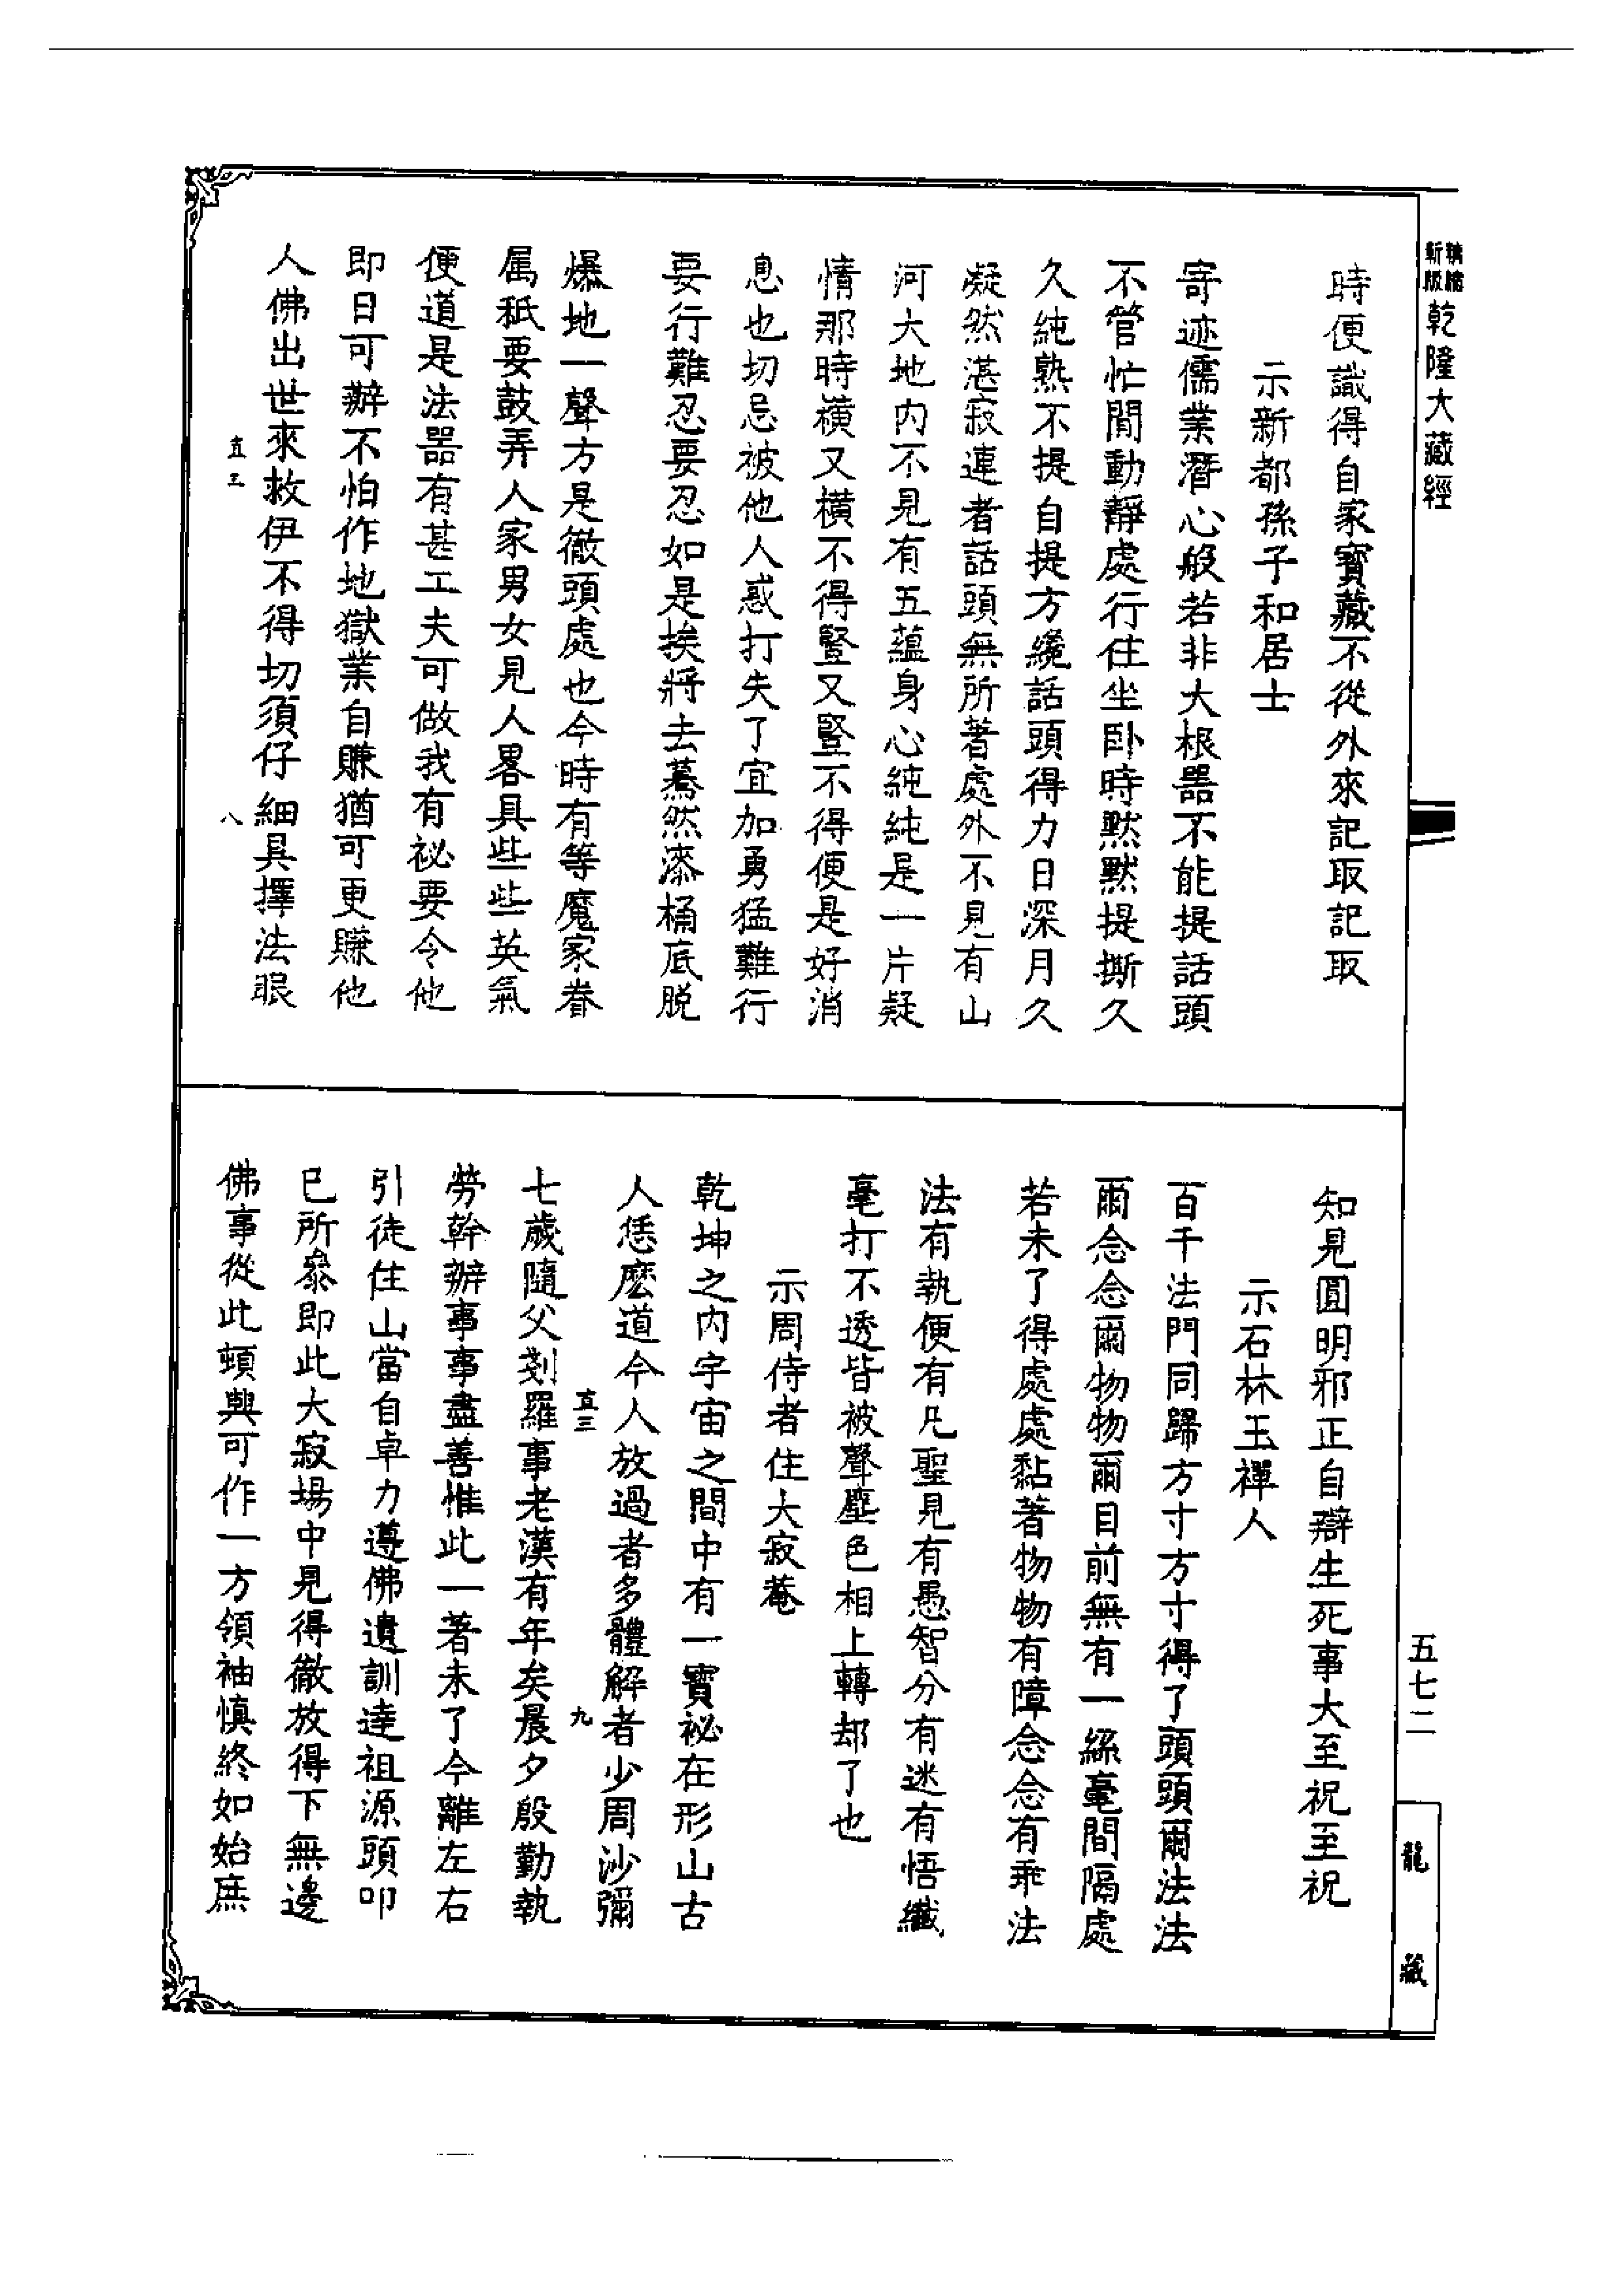 精縮新版乾隆大藏經
時便識得自家寶藏不從外來記取記取
示新都孫子和居士
寄迹儒業潛心般若非大根器不能提話頭
不管忙閒動靜處行住坐卧時默默提撕久
久純熟不提自提方纔話頭得力日深月久
凝然湛寂連者話頭無所著處外不見有山
河大地内不見有五蘊身心純純是一片疑
情那時橫又橫不得豎又豎不得便是好消
息也切忌被他人惑打失了宜加勇猛難行
要行難忍要忍如是挨將去驀然漆桶底脱
爆地一聲方是徹頭處也今時有等魔家眷
属秖要鼓弄人家男女見人畧具些些英氣
便道是法器有甚工夫可做我有祕要令他
即日可辦不怕作地獄業自賺猶可更賺他
人佛出世來救伊不得切須仔細具擇法眼
直三 八
知見圓明邪正自辯生死事大至祝至祝
示石林玉禪人
百千法門同歸方寸方寸得了頭頭爾法法
爾念念爾物物爾目前無有一絲毫間隔處
若未了得處處黏著物物有障念念有乖法
法有執便有凡聖見有愚智分有迷有悟纖
毫打不透皆被聲塵色相上轉却了也
示周侍者住大寂菴
乾坤之内宇宙之間中有一寶祕在形山古
人恁麽道今人放過者多體解者少周沙彌
直三 九
七歲隨父剗羅事老漢有年矣晨夕殷勤執
勞幹辦事事盡善惟此一著未了今離左右
引徒住山當自卓力遵佛遺訓達祖源頭叩
已所叅即此大寂場中見得徹放得下無邊
佛事從此頓興可作一方領袖慎終如始庶
五七二
龍藏